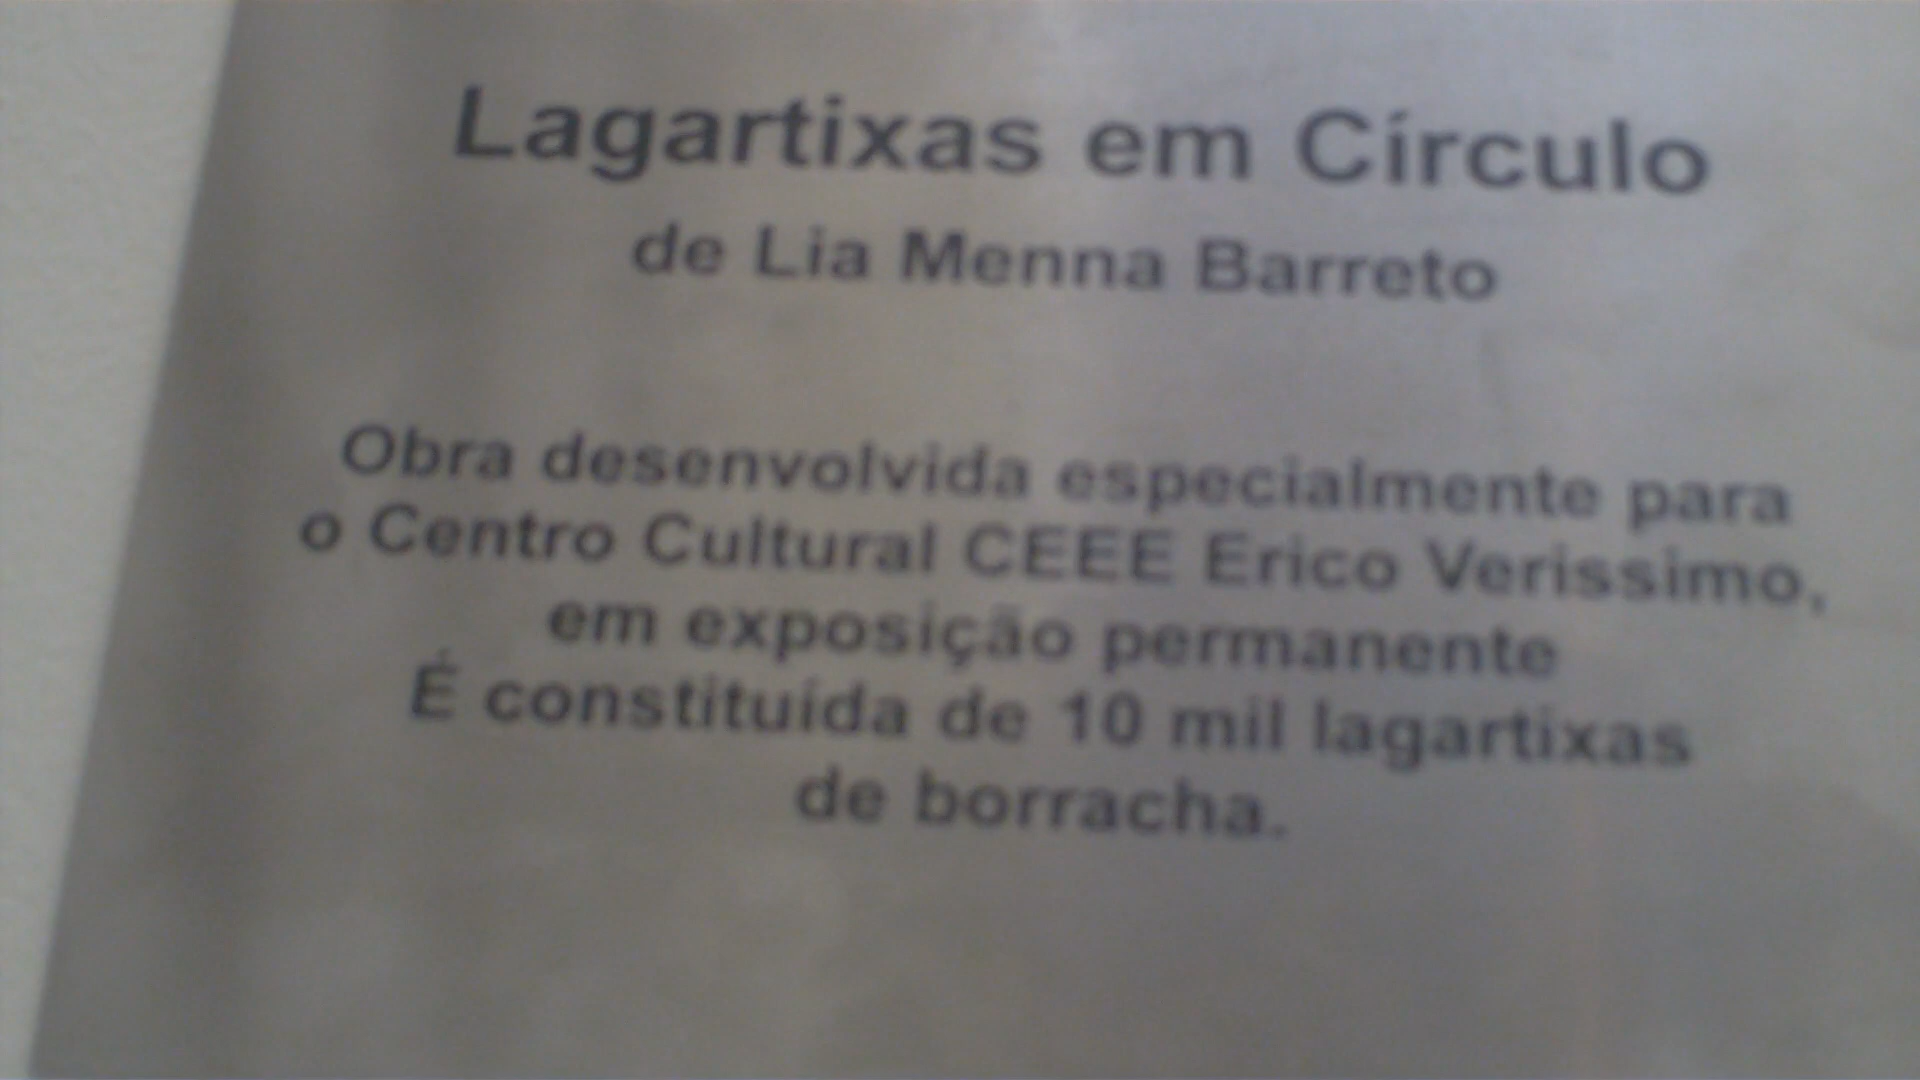 Lagartixas em Círculo
de Lia Menna Barreto
Obra desenvolvida especialmente para
o Centro Cultural CEEE Erico Verissimo,
em exposição permanente
É constituída de 10 mil lagartixas
de borracha.